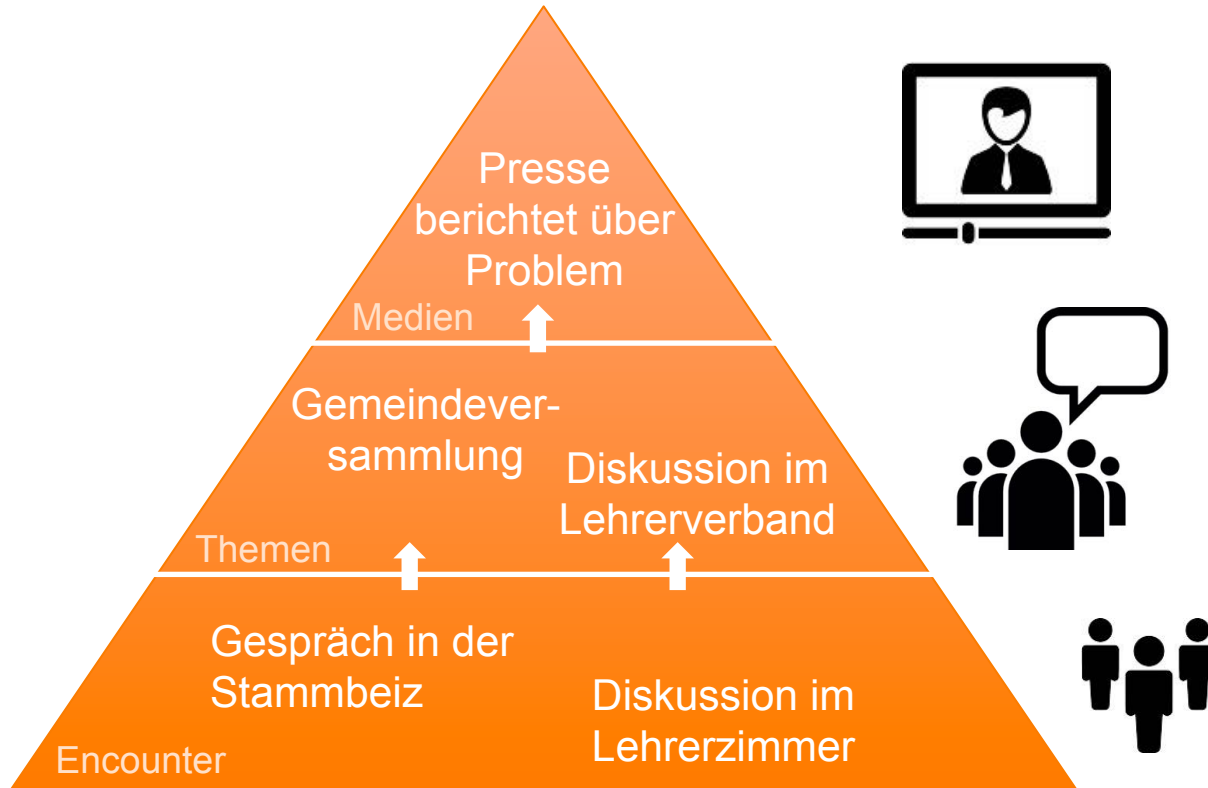 Presse
berichtet über
Problem
Medien
Gemeindever-
sammlung
Diskussion im
Lehrerverband
Themen
Gespräch in der
Stammbeiz
Diskussion im
Lehrerzimmer
Encounter